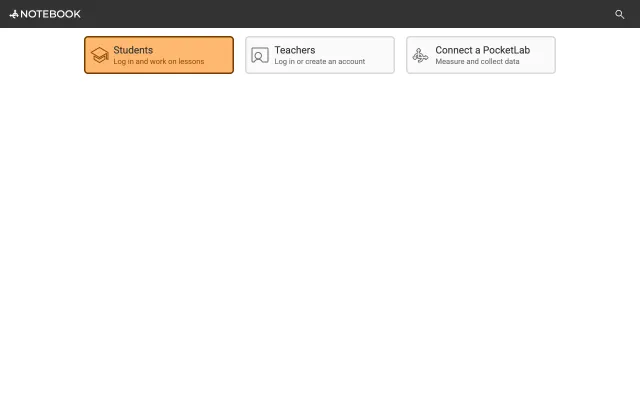 NOTEBOOK
Students
Log in and work on lessons
Teachers
Log in or create an account
Connect a PocketLab
Measure and collect data